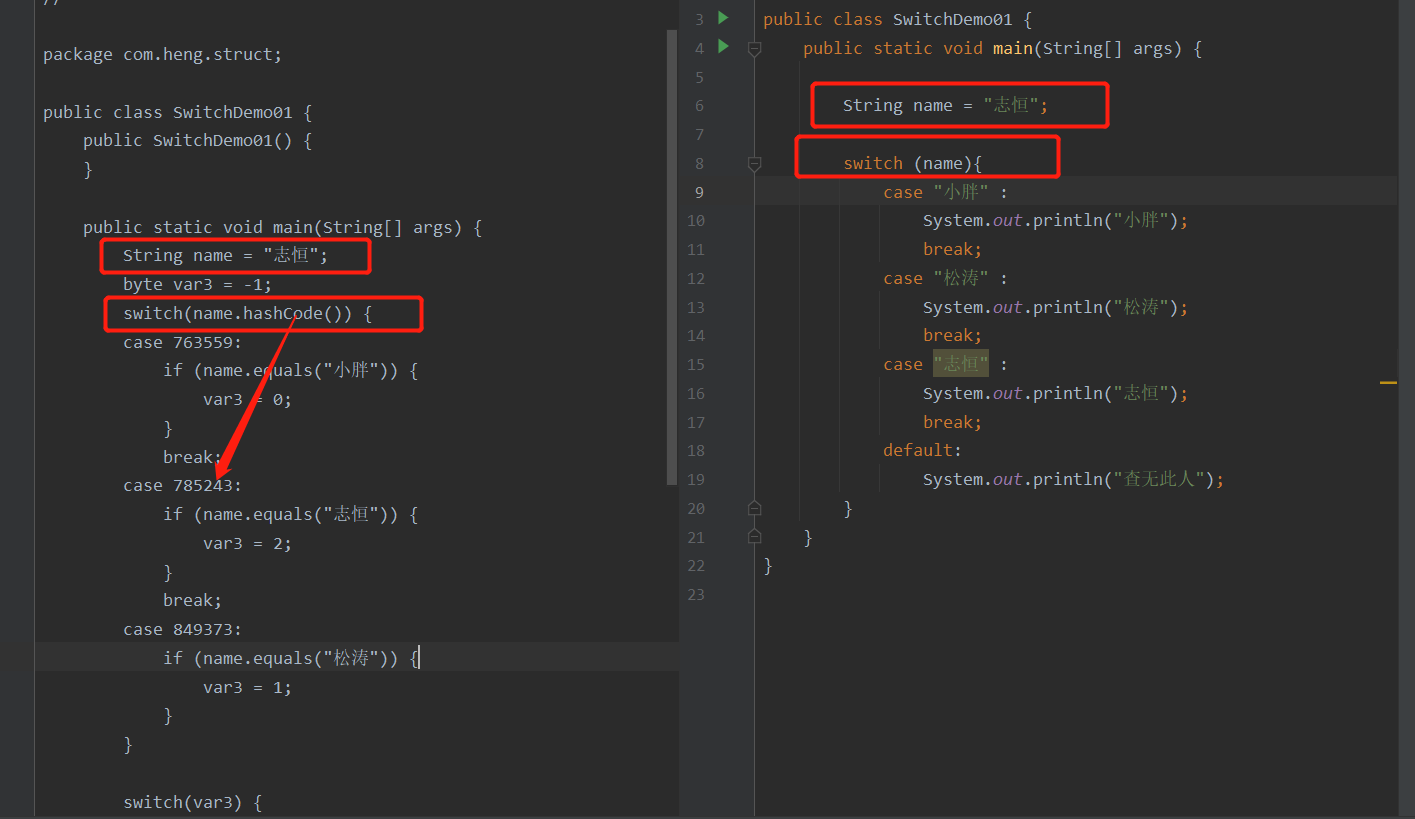 //
package com.heng.struct;
public class SwitchDemo01 {
public SwitchDemo01() {
}
public static void main(String[] args) {
String name = "志恒";
byte var3 = -1;
switch(name.hashCode()) {
case 763559:
if (name.equals("小胖")) {
var3 = 0;
}
break;
case 785243:
if (name.equals("志恒")) {
var3 = 2;
}
break;
case 849373:
if (name.equals("松涛")) {
var3 = 1;
}
}
switch(var3) {
3 public class SwitchDemo01 {
4 public static void main(String[] args) {
5
6 String name = "志恒";
7
8 switch (name){
9 case "小胖" :
10 System.out.println("小胖");
11 break;
12 case "松涛" :
13 System.out.println("松涛");
14 break;
15 case "志恒" :
16 System.out.println("志恒");
17 break;
18 default:
19 System.out.println("查无此人");
20 }
21 }
22 }
23